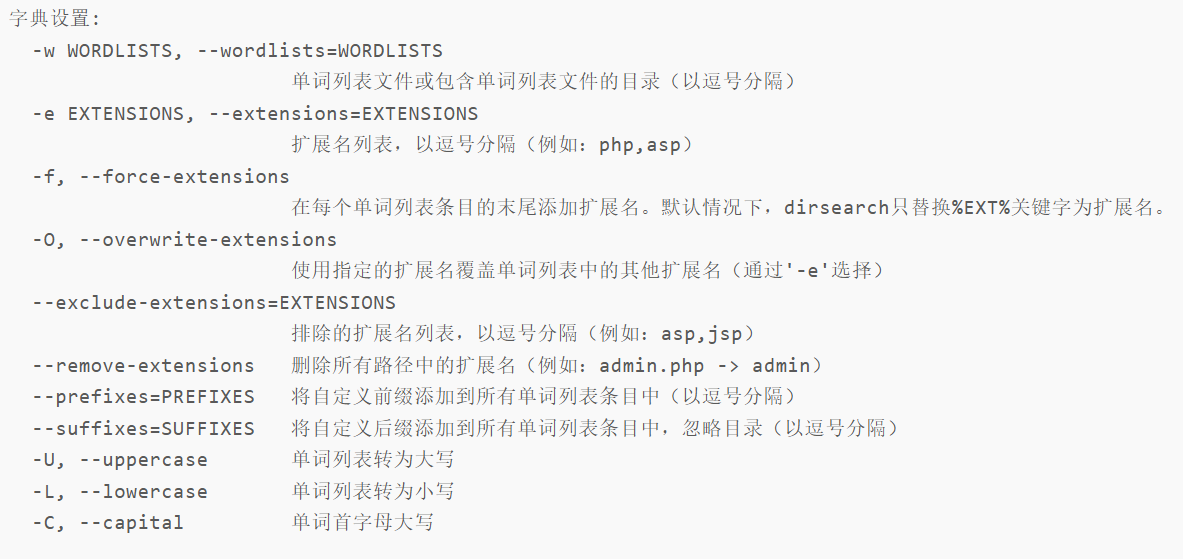 字典设置:
-w WORDLISTS, --wordlists=WORDLISTS
单词列表文件或包含单词列表文件的目录（以逗号分隔）
-e EXTENSIONS, --extensions=EXTENSIONS
扩展名列表，以逗号分隔（例如：php,asp）
-f, --force-extensions
在每个单词列表条目的末尾添加扩展名。默认情况下，dirsearch只替换%EXT%关键字为扩展名。
-O, --overwrite-extensions
使用指定的扩展名覆盖单词列表中的其他扩展名（通过'-e'选择）
--exclude-extensions=EXTENSIONS
排除的扩展名列表，以逗号分隔（例如：asp,jsp）
--remove-extensions 删除所有路径中的扩展名（例如：admin.php -> admin）
--prefixes=PREFIXES 将自定义前缀添加到所有单词列表条目中（以逗号分隔）
--suffixes=SUFFIXES 将自定义后缀添加到所有单词列表条目中，忽略目录（以逗号分隔）
-U, --uppercase 单词列表转为大写
-L, --lowercase 单词列表转为小写
-C, --capital 单词首字母大写